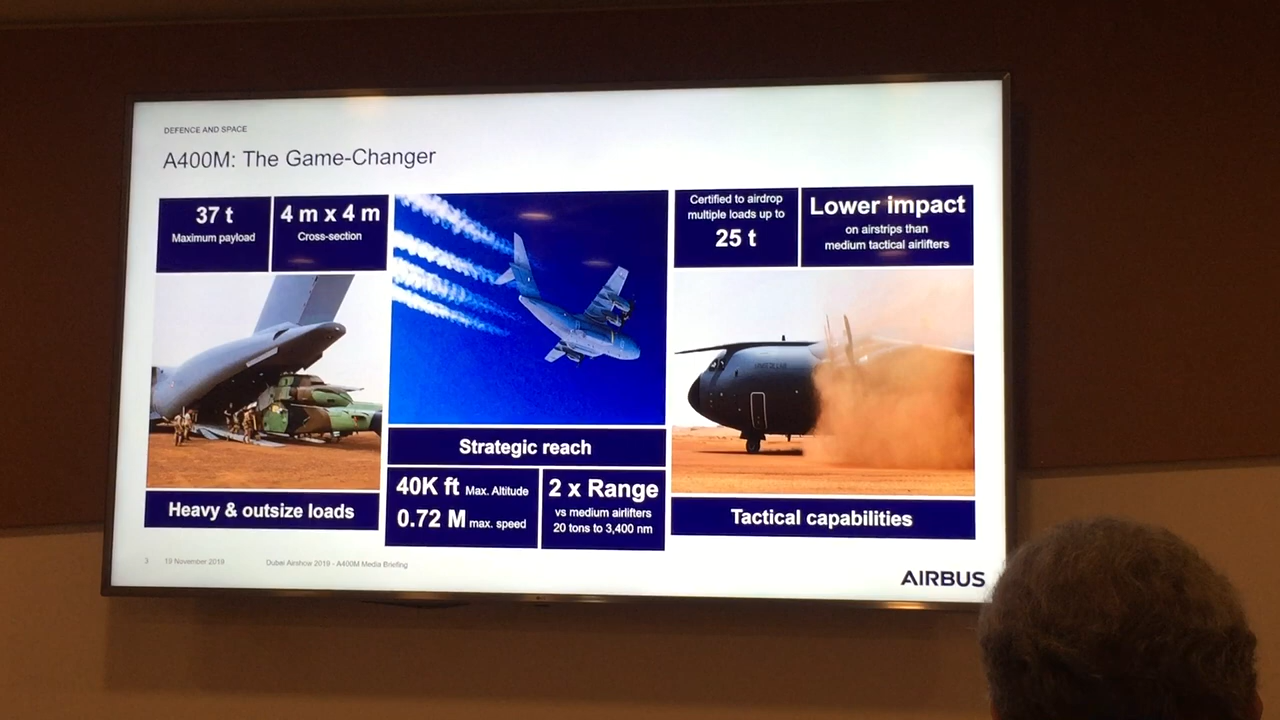 DEFENCE AND SPACE
A400M: The Game-Changer
37 t
Maximum payload
4 m x 4 m
Cross-section
Heavy & outsize loads
Strategic reach
40K ft Max. Altitude
0.72 M max. speed
2 x Range
vs medium airlifters
20 tons to 3,400 nm
Certified to airdrop
multiple loads up to
25 t
Lower impact
on airstrips than
medium tactical airlifters
Tactical capabilities
3
19 November 2019
Dubai Airshow 2019 - A400M Media Briefing
AIRBUS